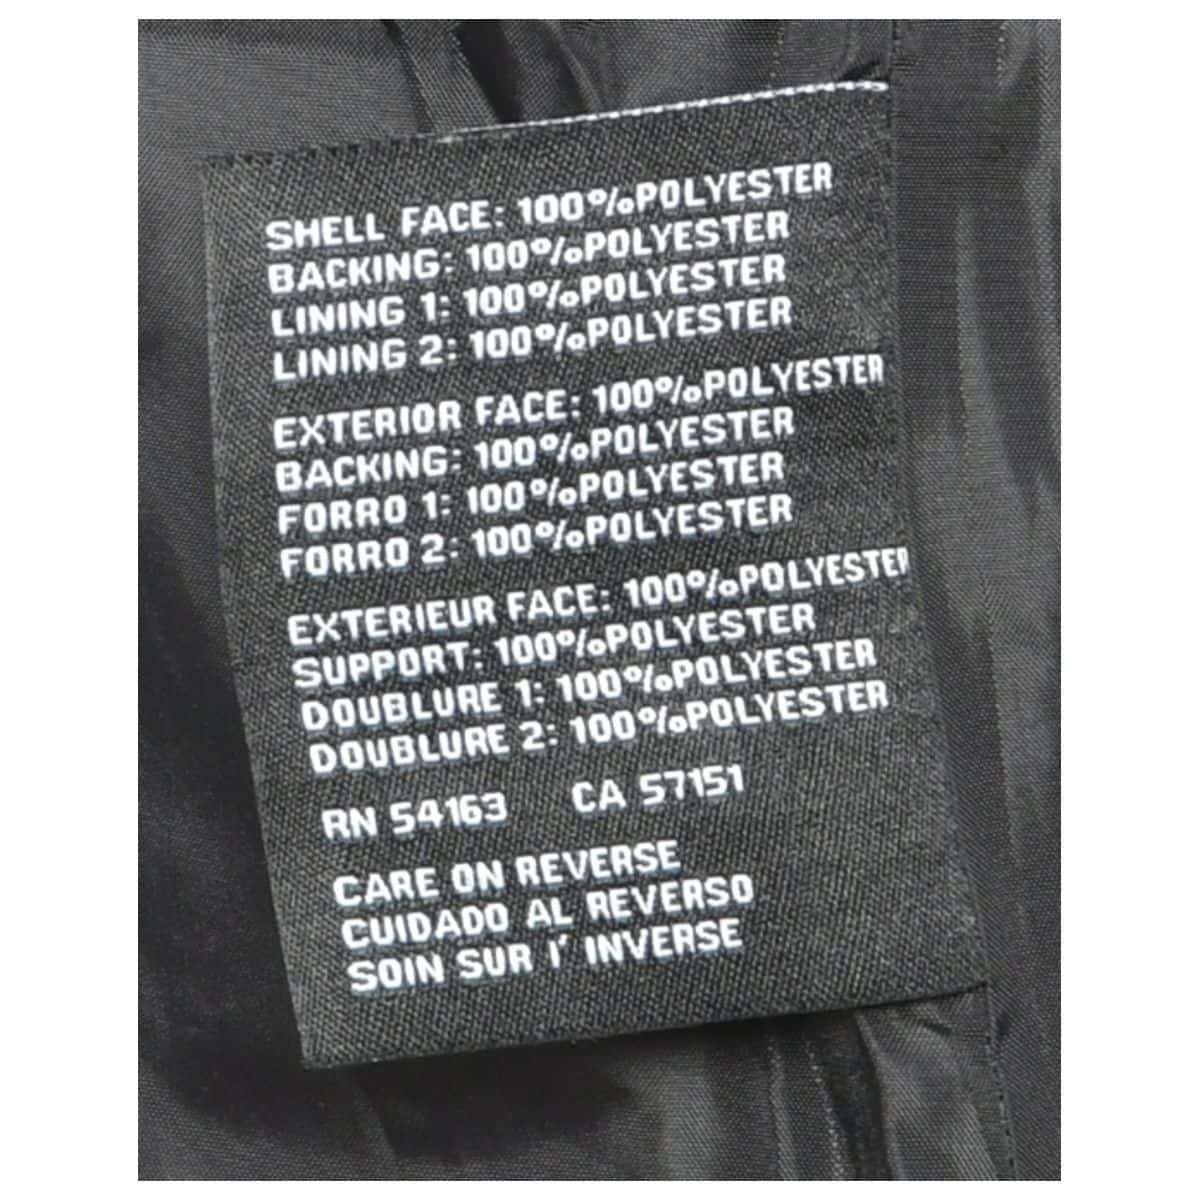 SHELL FACE: 100%POLYESTER
BACKING: 100%POLYESTER
LINING 1: 100%POLYESTER
LINING 2: 100%POLYESTER
EXTERIOR FACE: 100%POLYESTER
BACKING: 100%POLYESTER
FORRO 1: 100%POLYESTER
FORRO 2: 100%POLYESTER
EXTERIEUR FACE: 100%POLYESTER
SUPPORT: 100%POLYESTER
DOUBLURE 1: 100%POLYESTER
DOUBLURE 2: 100%POLYESTER
RN 54163 CA 57151
CARE ON REVERSE
CUIDADO AL REVERSO
SOIN SUR l' INVERSE